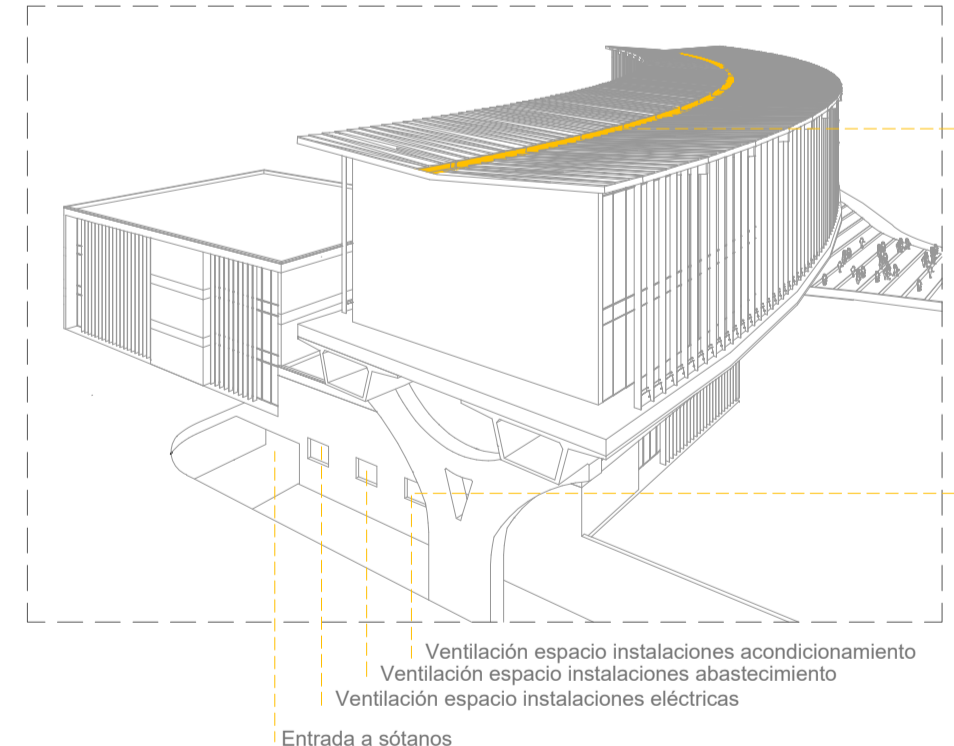 Ventilación espacio instalaciones acondicionamiento
Ventilación espacio instalaciones abastecimiento
Ventilación espacio instalaciones eléctricas
Entrada a sótanos